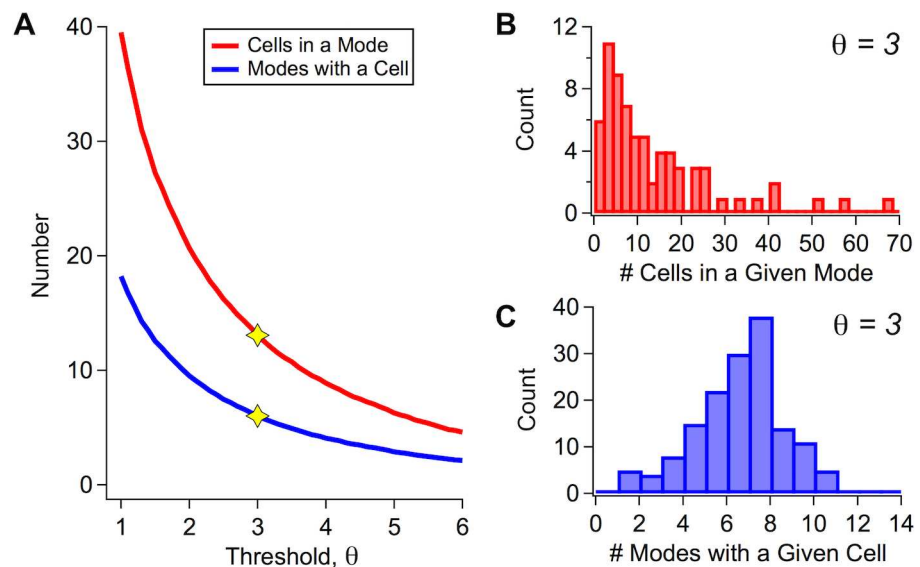 A
40
30
20
10
0
Number
1 2 3 4 5 6
Threshold, θ
Cells in a Mode
Modes with a Cell
B
12
8
4
0
Count
θ = 3
0 10 20 30 40 50 60 70
# Cells in a Given Mode
C
40
30
20
10
0
Count
θ = 3
0 2 4 6 8 10 12 14
# Modes with a Given Cell